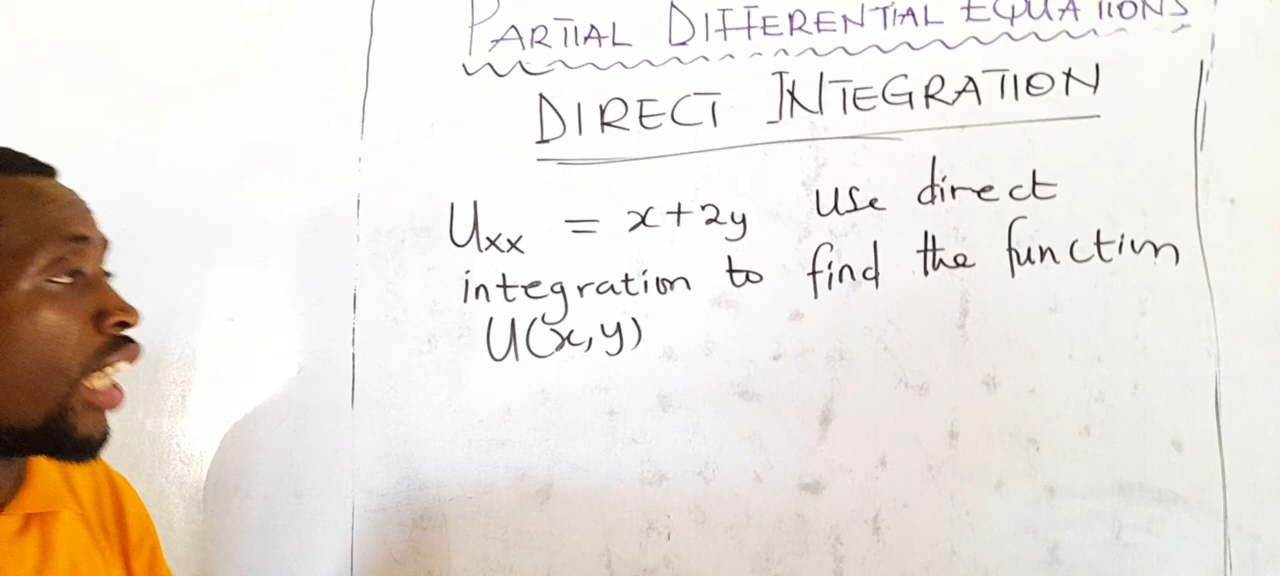 PARTIAL DIFFERENTIAL EQUATIONS
DIRECT INTEGRATION
Uxx = x+2y use direct
integration to find the function
U(x,y)